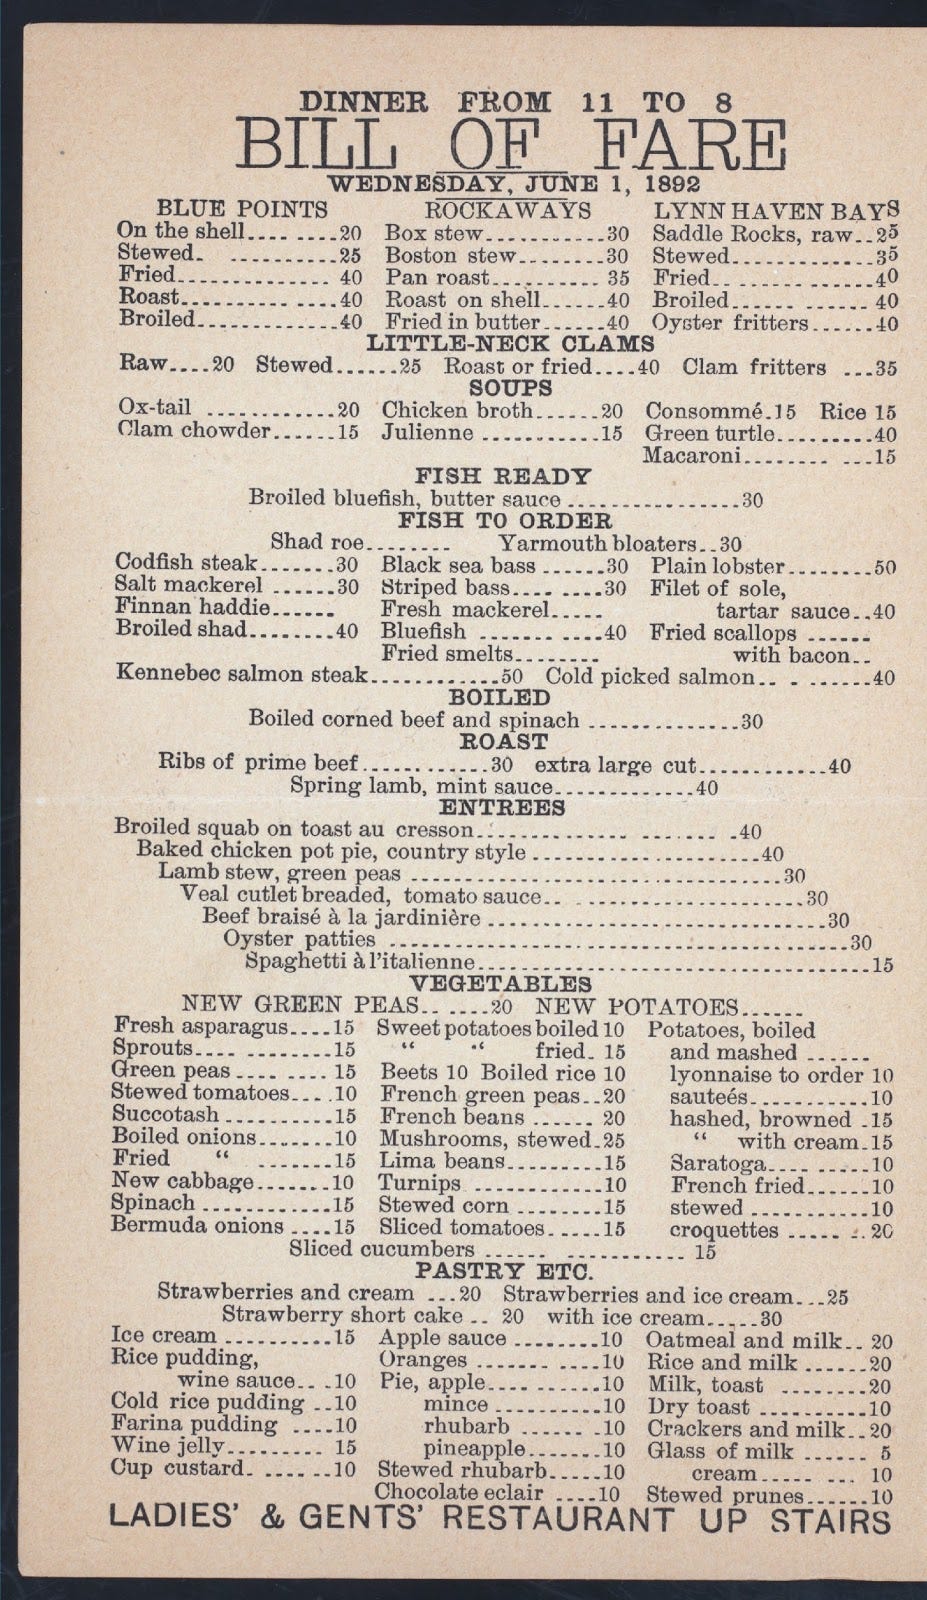 DINNER FROM 11 TO 8
BILL OF FARE
WEDNESDAY, JUNE 1, 1892
BLUE POINTS ROCKAWAYS LYNN HAVEN BAYS
On the shell.... .....20 Box stew...........30 Saddle Rocks, raw..25
Stewed. ..........25 Boston stew........30 Stewed.............35
Fried.............. 40 Pan roast.......... 35 Fried.. ...........40
Roast..............40 Roast on shell......40 Broiled...... ......40
Broiled............40 Fried in butter......40 Oyster fritters......40
LITTLE-NECK CLAMS
Raw....20 Stewed......25 Roast or fried....40 Clam fritters ...35
SOUPS
Ox-tail ............20 Chicken broth......20 Consommé.15 Rice 15
Clam chowder......15 Julienne ...........15 Green turtle.........40
Macaroni........ ...15
FISH READY
Broiled bluefish, butter sauce ................30
FISH TO ORDER
Shad roe........ Yarmouth bloaters..30
Codfish steak.......30 Black sea bass ......30 Plain lobster........50
Salt mackerel ......30 Striped bass.... ....30 Filet of sole,
Finnan haddie...... Fresh mackerel..... tartar sauce..40
Broiled shad........40 Bluefish ....... ....40 Fried scallops ......
Fried smelts........ with bacon..
Kennebec salmon steak............50 Cold picked salmon.. . ......40
BOILED
Boiled corned beef and spinach ..............30
ROAST
Ribs of prime beef............30 extra large cut............40
Spring lamb, mint sauce.............40
ENTREES
Broiled squab on toast au cresson.............. ....... .40
Baked chicken pot pie, country style .....................40
Lamb stew, green peas ..................................30
Veal cutlet breaded, tomato sauce.. .......................30
Beef braisé à la jardinière ................................30
Oyster patties ...........................................30
Spaghetti à l'italienne.....................................15
VEGETABLES
NEW GREEN PEAS.. .....20 NEW POTATOES......
Fresh asparagus....15 Sweet potatoes boiled 10 Potatoes, boiled
Sprouts.... ........15 “ “ fried. 15 and mashed ......
Green peas .... .... 15 Beets 10 Boiled rice 10 lyonnaise to order 10
Stewed tomatoes.. ..10 French green peas..20 sauteés...........10
Succotash ..........15 French beans ...... 20 hashed, browned .15
Boiled onions.......10 Mushrooms, stewed.25 “ with cream.15
Fried “ .......15 Lima beans.........15 Saratoga.... .....10
New cabbage.......10 Turnips ............10 French fried......10
Spinach ............15 Stewed corn ........15 stewed ...........10
Bermuda onions ....15 Sliced tomatoes.....15 croquettes ..... ..20
Sliced cucumbers ...... ........... 15
PASTRY ETC.
Strawberries and cream ...20 Strawberries and ice cream...25
Strawberry short cake .. 20 with ice cream.....30
Ice cream ..........15 Apple sauce ........10 Oatmeal and milk.. 20
Rice pudding, Oranges ....... ....10 Rice and milk ......20
wine sauce.. .10 Pie, apple.... .......10 Milk, toast ........20
Cold rice pudding ..10 mince ..........10 Dry toast ..........10
Farina pudding ....10 rhubarb ...... .10 Crackers and milk..20
Wine jelly......... 15 pineapple.......10 Glass of milk ...... 5
Cup custard. .... ..10 Stewed rhubarb.....10 cream..... ... 10
Chocolate eclair ....10 Stewed prunes......10
LADIES' & GENTS' RESTAURANT UP STAIRS